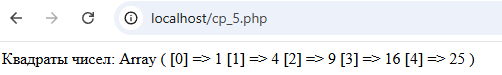 localhost/cp_5.php
Квадраты чисел: Array ( [0] => 1 [1] => 4 [2] => 9 [3] => 16 [4] => 25 )